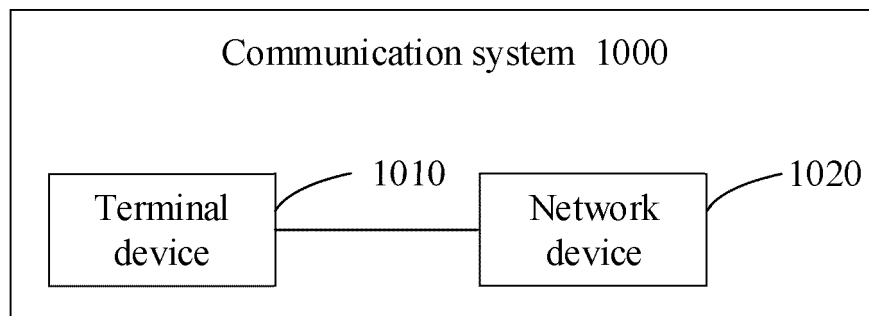 Communication system 1000
1010
1020
Terminal
device
Network
device